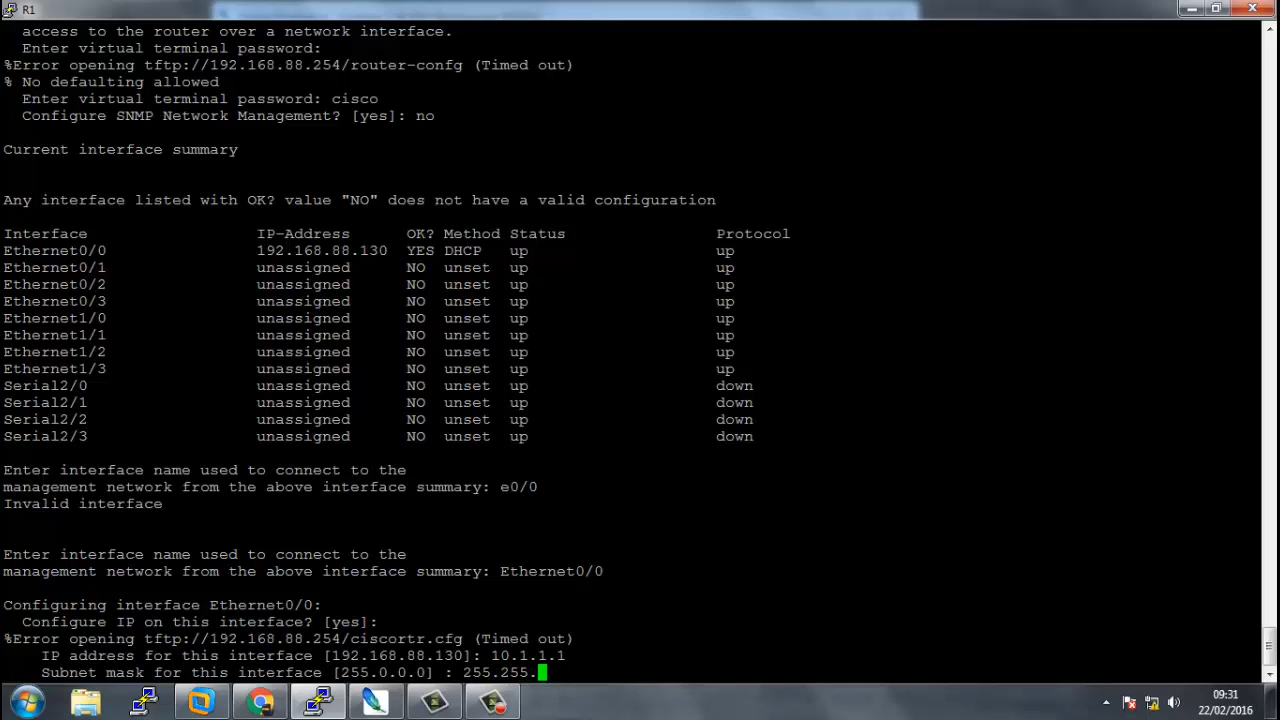 R1
access to the router over a network interface.
Enter virtual terminal password:
%Error opening tftp://192.168.88.254/router-confg (Timed out)
% No defaulting allowed
Enter virtual terminal password: cisco
Configure SNMP Network Management? [yes]: no
Current interface summary
Any interface listed with OK? value "NO" does not have a valid configuration
Interface IP-Address OK? Method Status Protocol
Ethernet0/0 192.168.88.130 YES DHCP up up
Ethernet0/1 unassigned NO unset up up
Ethernet0/2 unassigned NO unset up up
Ethernet0/3 unassigned NO unset up up
Ethernet1/0 unassigned NO unset up up
Ethernet1/1 unassigned NO unset up up
Ethernet1/2 unassigned NO unset up up
Ethernet1/3 unassigned NO unset up up
Serial2/0 unassigned NO unset up down
Serial2/1 unassigned NO unset up down
Serial2/2 unassigned NO unset up down
Serial2/3 unassigned NO unset up down
Enter interface name used to connect to the
management network from the above interface summary: e0/0
Invalid interface
Enter interface name used to connect to the
management network from the above interface summary: Ethernet0/0
Configuring interface Ethernet0/0:
Configure IP on this interface? [yes]:
%Error opening tftp://192.168.88.254/ciscortr.cfg (Timed out)
IP address for this interface [192.168.88.130]: 10.1.1.1
Subnet mask for this interface [255.0.0.0] : 255.255.
09:31
22/02/2016